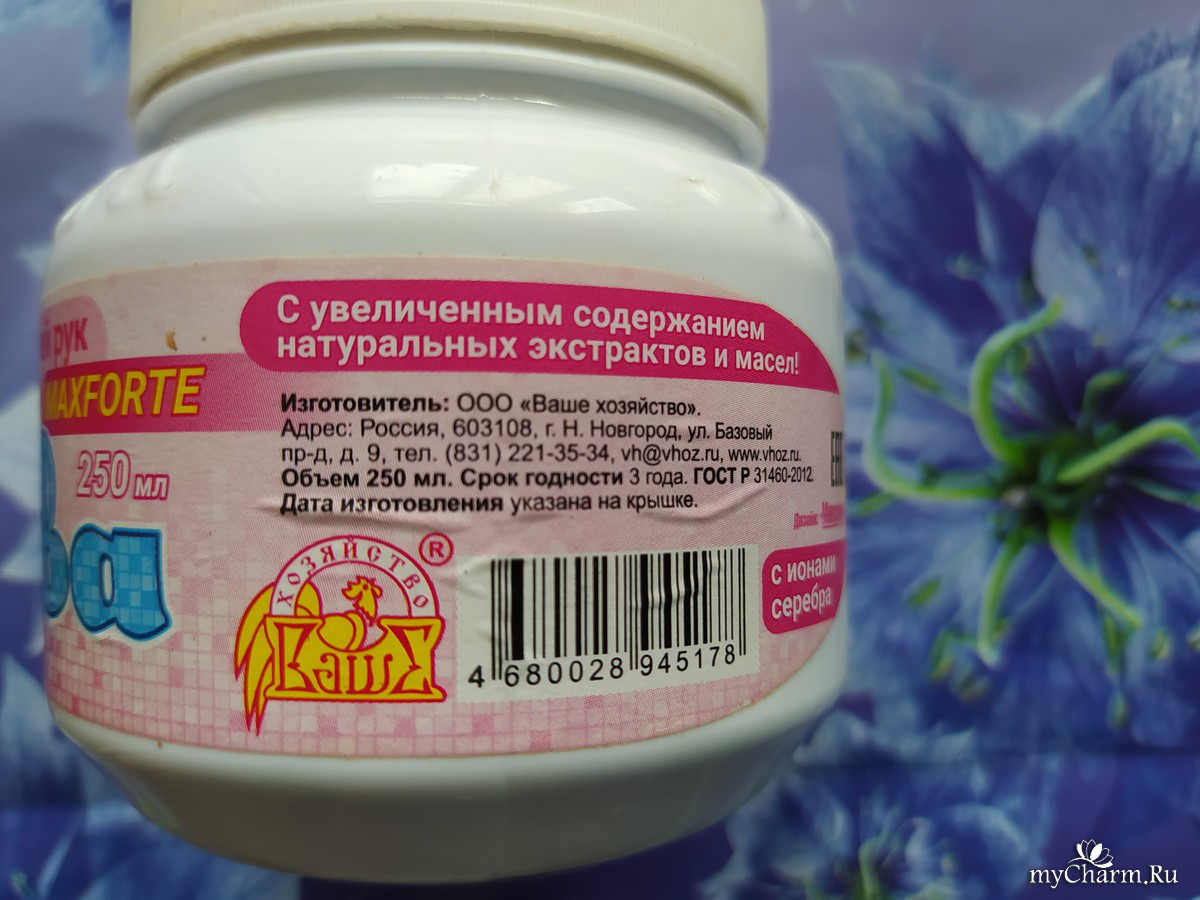 рук
MAXFORTE
250 мл
ва
С увеличенным содержанием
натуральных экстрактов и масел!
Изготовитель: ООО «Ваше хозяйство».
Адрес: Россия, 603108, г. Н. Новгород, ул. Базовый
пр-д, д. 9, тел. (831) 221-35-34, vh@vhoz.ru, www.vhoz.ru.
Объем 250 мл. Срок годности 3 года. ГОСТ Р 31460-2012.
Дата изготовления указана на крышке.
ХОЗЯЙСТВО ®
ВАШЕ
4 680028 945178
Дизайн
с ионами
серебра
myCharm.Ru